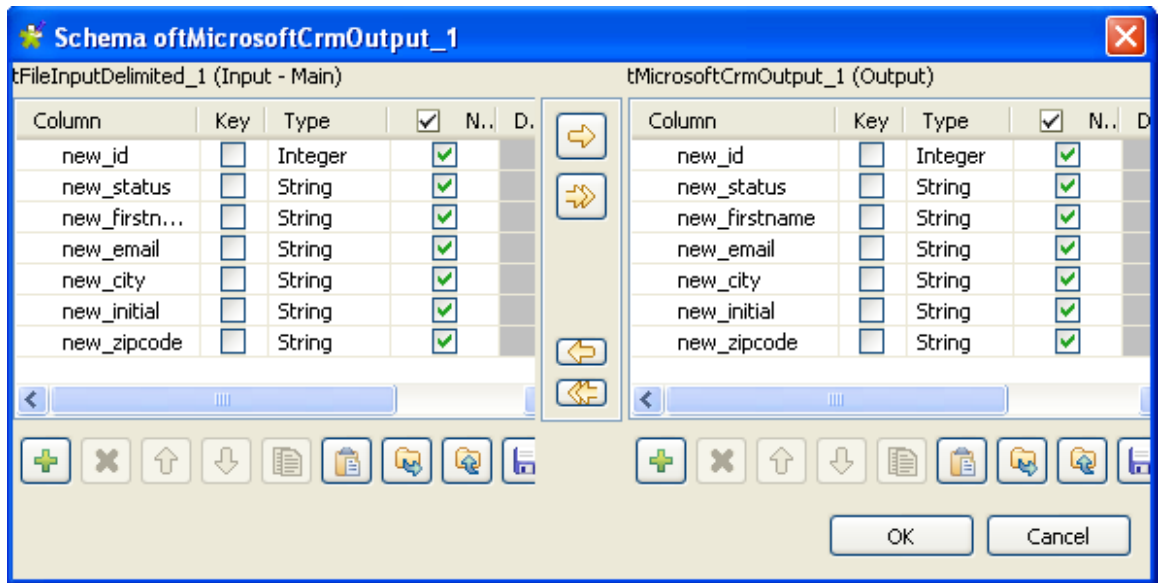 Schema oftMicrosoftCrmOutput_1
tFileInputDelimited_1 (Input - Main) tMicrosoftCrmOutput_1 (Output)
Column Key Type N.. D. Column Key Type N.. D
new_id Integer new_id Integer
new_status String new_status String
new_firstn... String new_firstname String
new_email String new_email String
new_city String new_city String
new_initial String new_initial String
new_zipcode String new_zipcode String
OK Cancel